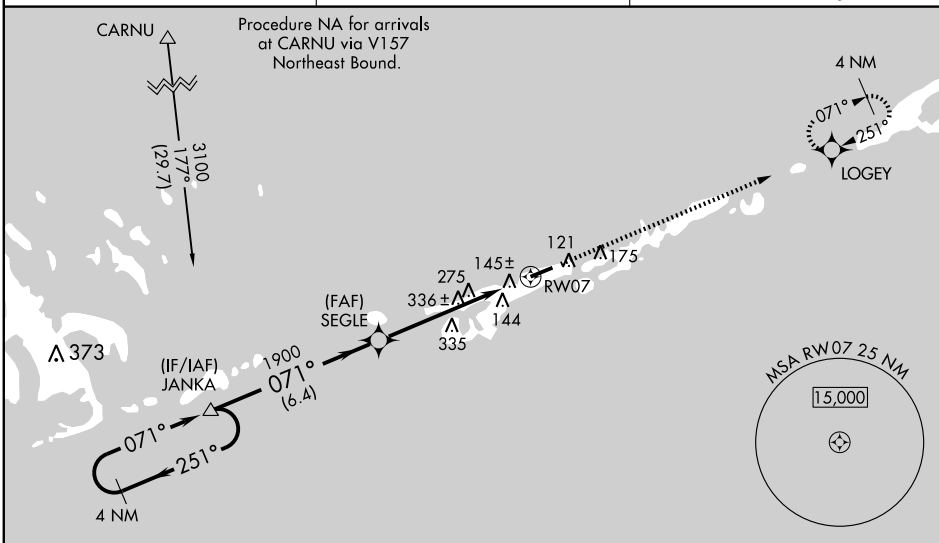 CARNU
Procedure NA for arrivals
at CARNU via V157
Northeast Bound.
3100
177°
(29.7)
4 NM
071°
251°
LOGEY
121
175
145±
RW07
275
336±
144
335
(FAF)
SEGLE
373
(IF/IAF)
JANKA
1900
071°
(6.4)
071°
251°
4 NM
MSA RW07 25 NM
15,000